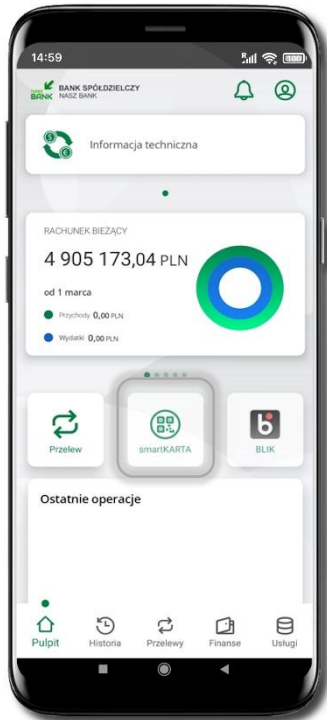 14:59
BANK SPÓŁDZIELCZY
NASZ BANK
Informacja techniczna
RACHUNEK BIEŻĄCY
4 905 173,04 PLN
od 1 marca
Przychody 0,00 PLN
Wydatki 0,00 PLN
Przelew
smartKARTA
BLIK
Ostatnie operacje
Pulpit
Historia
Przelewy
Finanse
Usługi